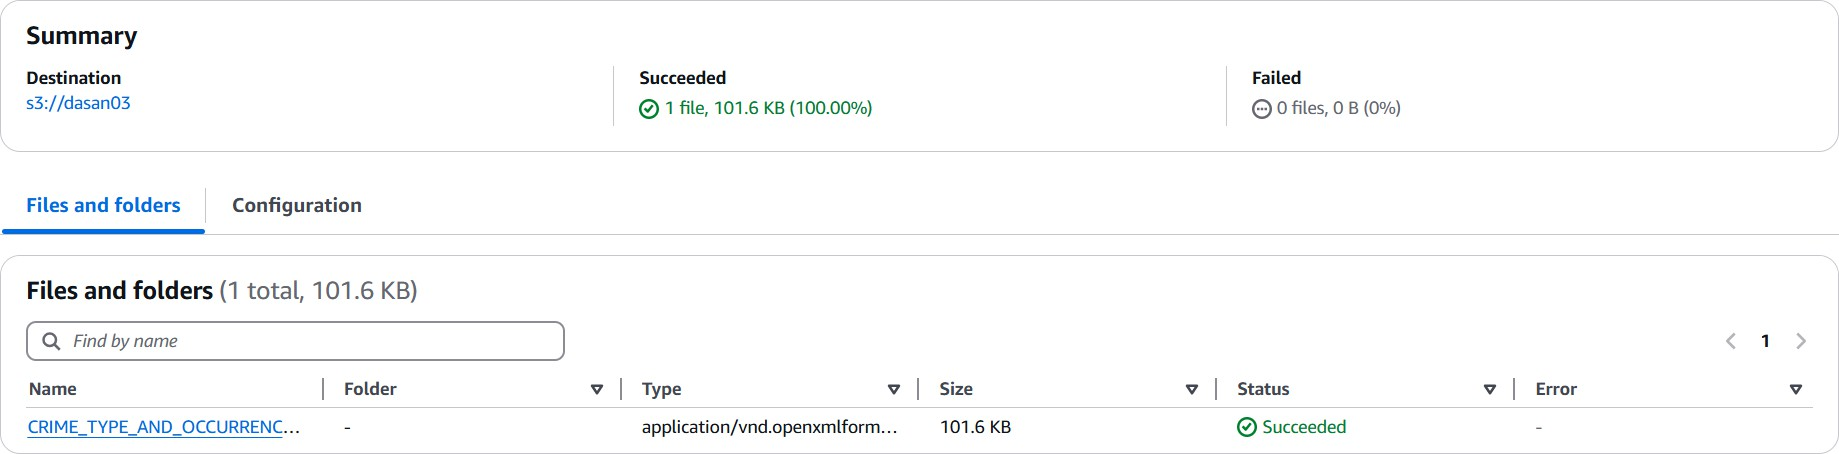 Summary
Destination
s3://dasan03
Succeeded
1 file, 101.6 KB (100.00%)
Failed
0 files, 0 B (0%)
Files and folders
Configuration
Files and folders (1 total, 101.6 KB)
Find by name
1
Name Folder Type Size Status Error
CRIME_TYPE_AND_OCCURRENC... - application/vnd.openxmlform... 101.6 KB Succeeded -